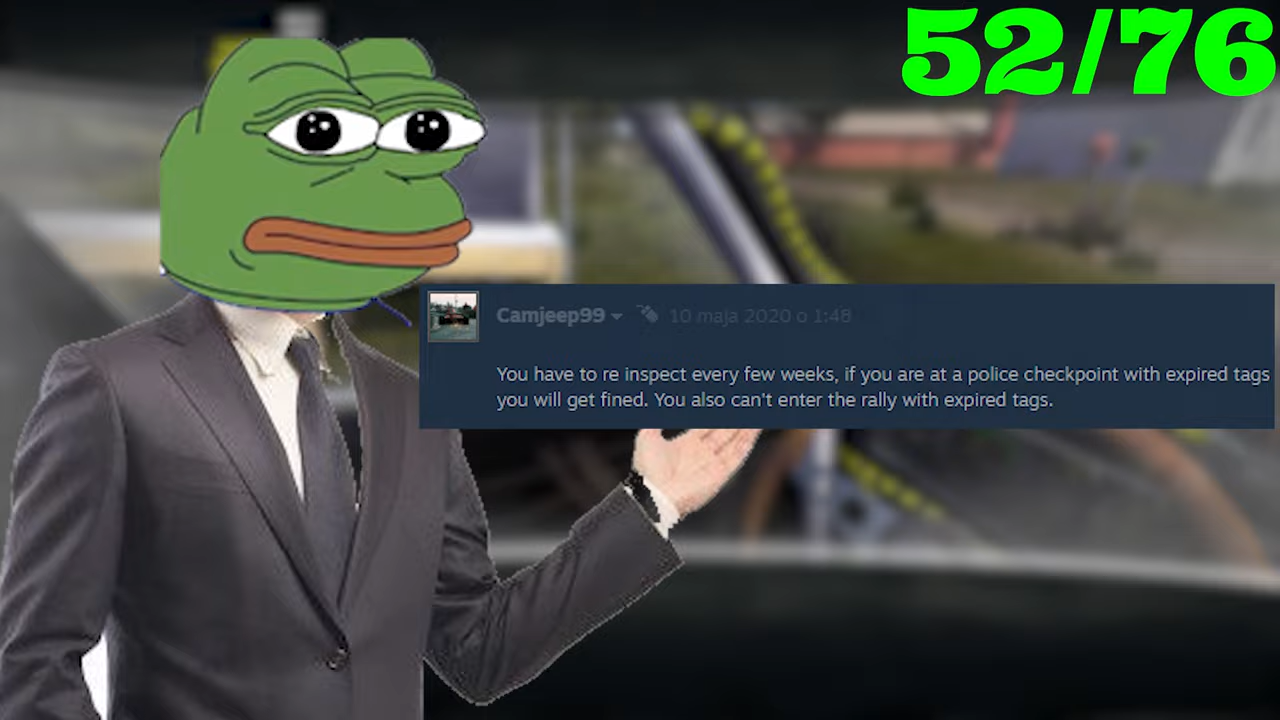 52/76
Camjeep99 10 maja 2020 o 1:48
You have to re inspect every few weeks, if you are at a police checkpoint with expired tags
you will get fined. You also can't enter the rally with expired tags.